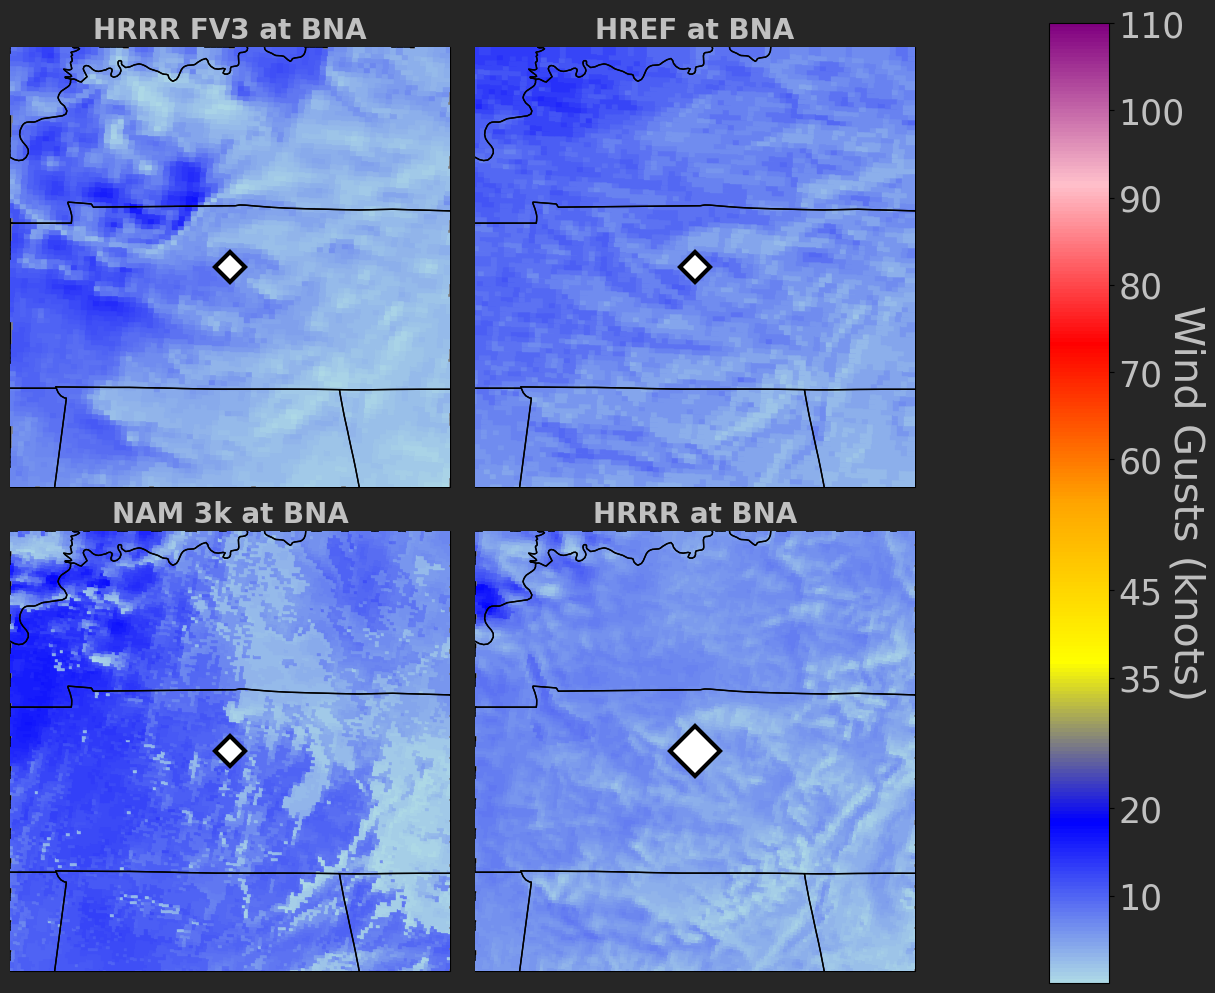 HRRR FV3 at BNA
HREF at BNA
NAM 3k at BNA
HRRR at BNA
110
100
90
80
70
60
45
35
20
10
Wind Gusts (knots)